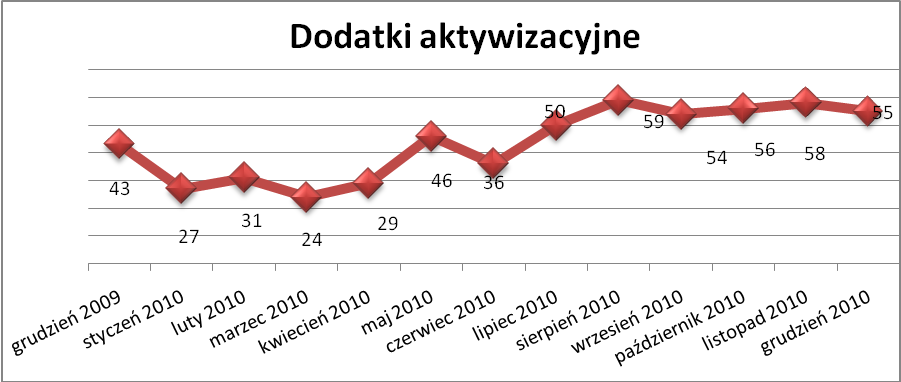 Dodatki aktywizacyjne
43
27
31
24
29
46
36
50
59
54
56
58
55
grudzień 2009
styczeń 2010
luty 2010
marzec 2010
kwiecień 2010
maj 2010
czerwiec 2010
lipiec 2010
sierpień 2010
wrzesień 2010
październik 2010
listopad 2010
grudzień 2010